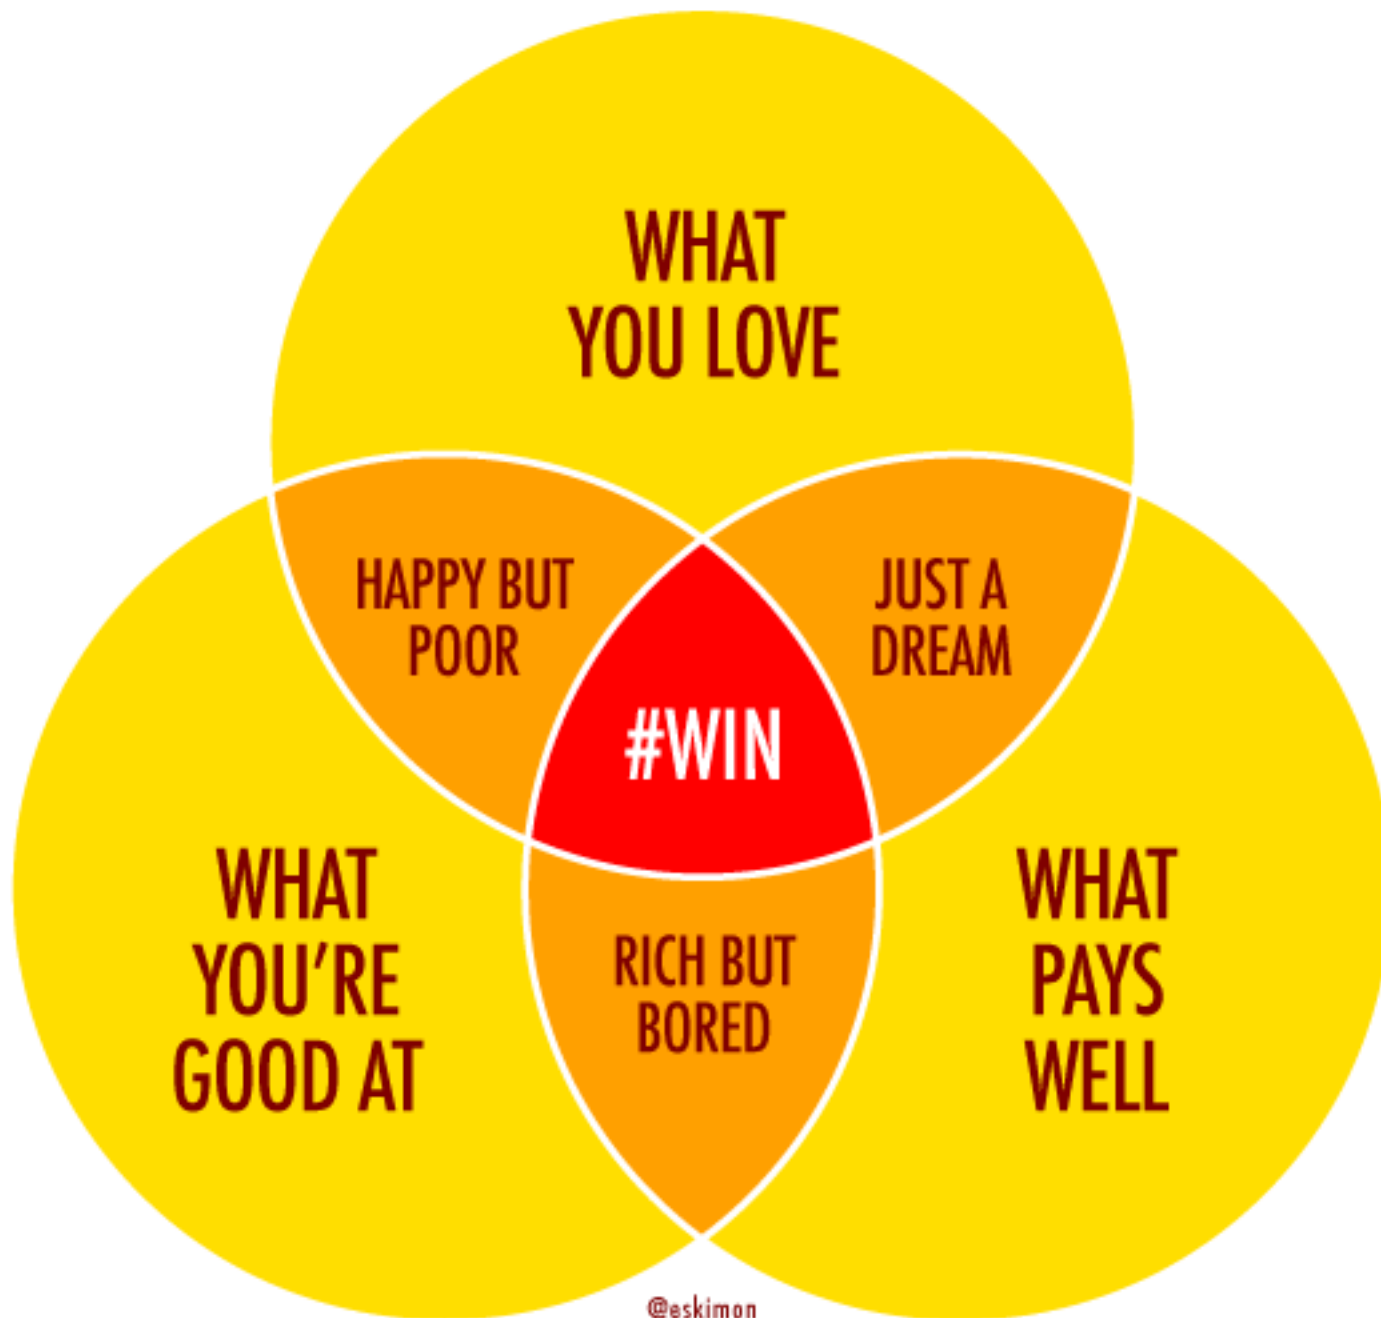 WHAT
YOU LOVE
HAPPY BUT
POOR
JUST A
DREAM
#WIN
WHAT
YOU’RE
GOOD AT
RICH BUT
BORED
WHAT
PAYS
WELL
@eskimon